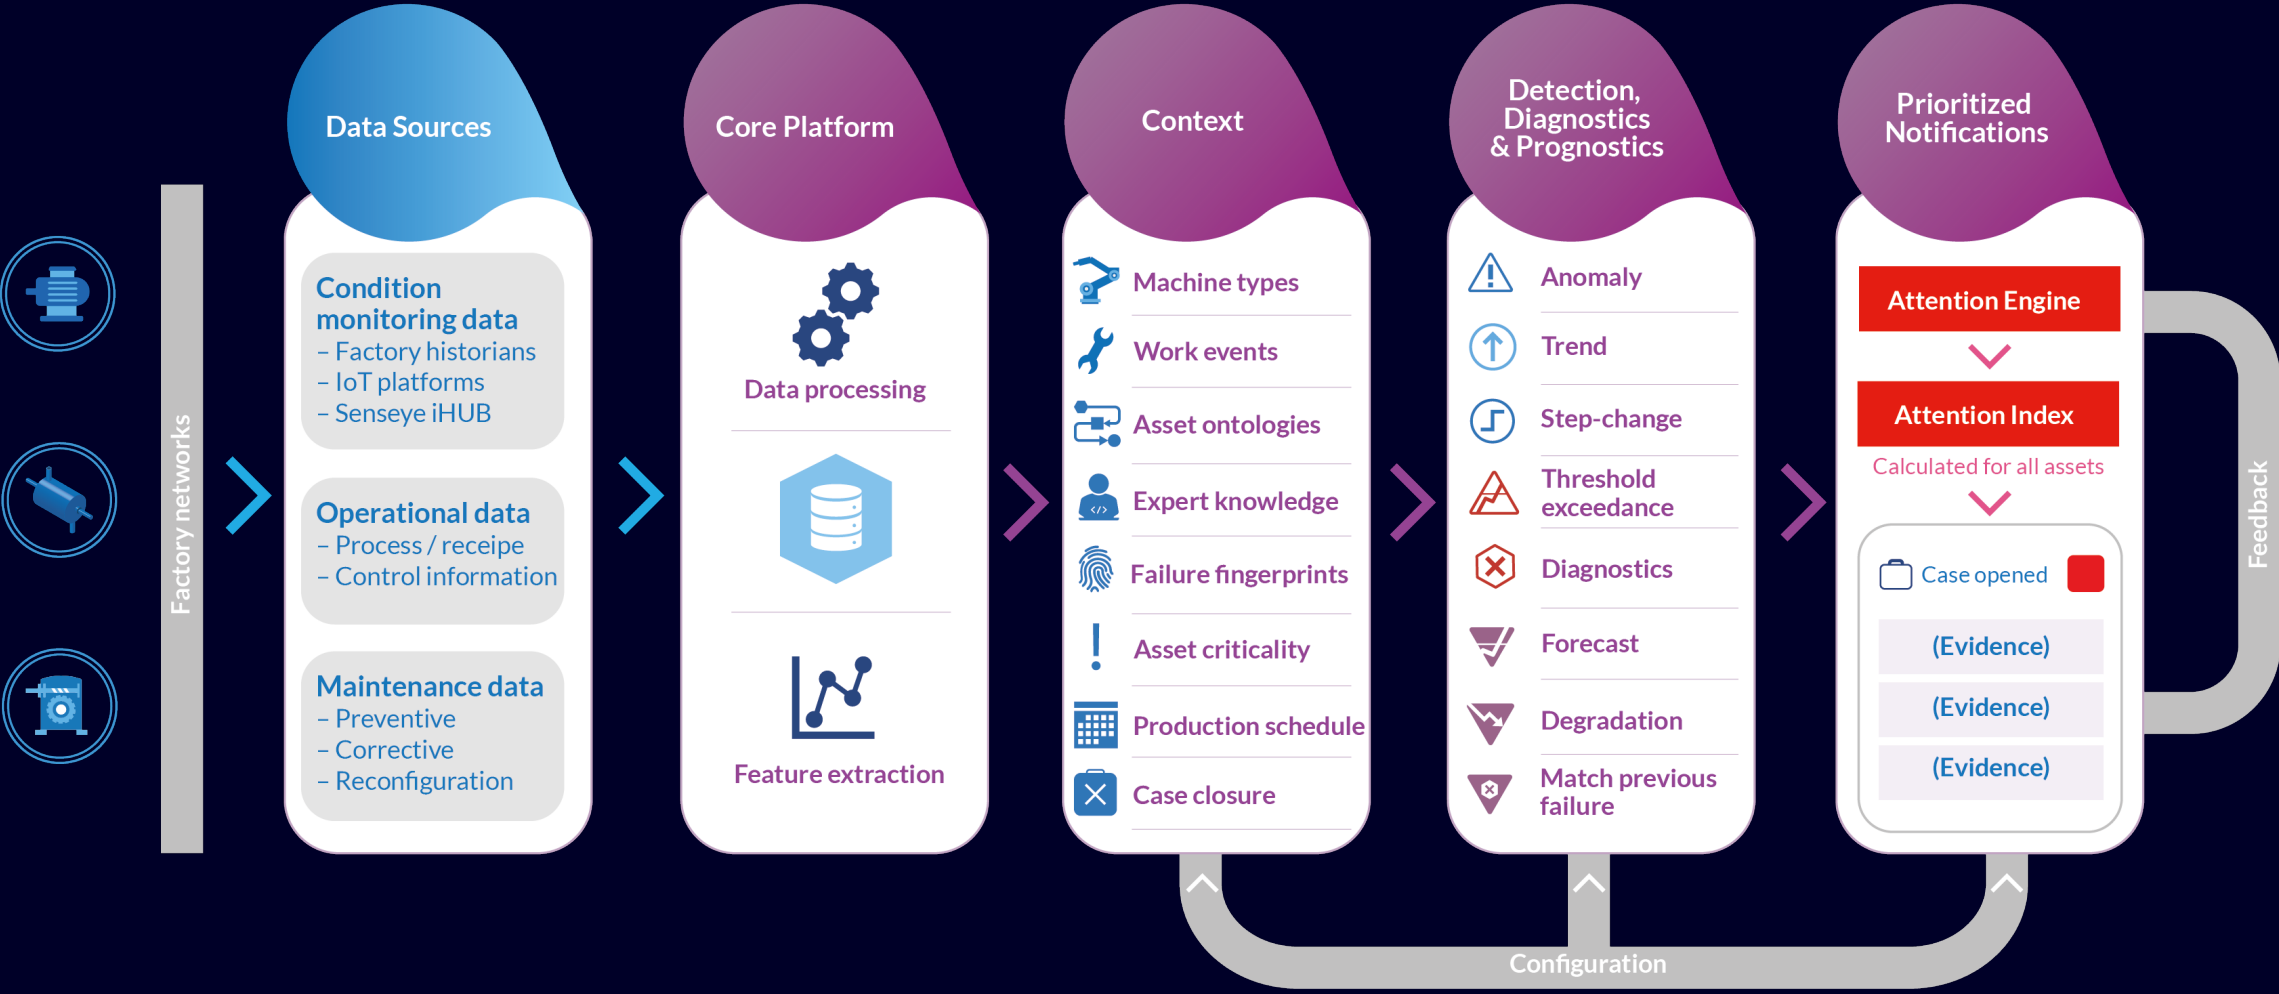 Factory networks
Data Sources
Condition
monitoring data
– Factory historians
– IoT platforms
– Senseye iHUB
Operational data
– Process / receipe
– Control information
Maintenance data
– Preventive
– Corrective
– Reconfiguration
Core Platform
Data processing
Feature extraction
Context
Machine types
Work events
Asset ontologies
Expert knowledge
Failure fingerprints
Asset criticality
Production schedule
Case closure
Detection,
Diagnostics
& Prognostics
Anomaly
Trend
Step-change
Threshold
exceedance
Diagnostics
Forecast
Degradation
Match previous
failure
Prioritized
Notifications
Attention Engine
Attention Index
Calculated for all assets
Case opened
(Evidence)
(Evidence)
(Evidence)
Feedback
Configuration